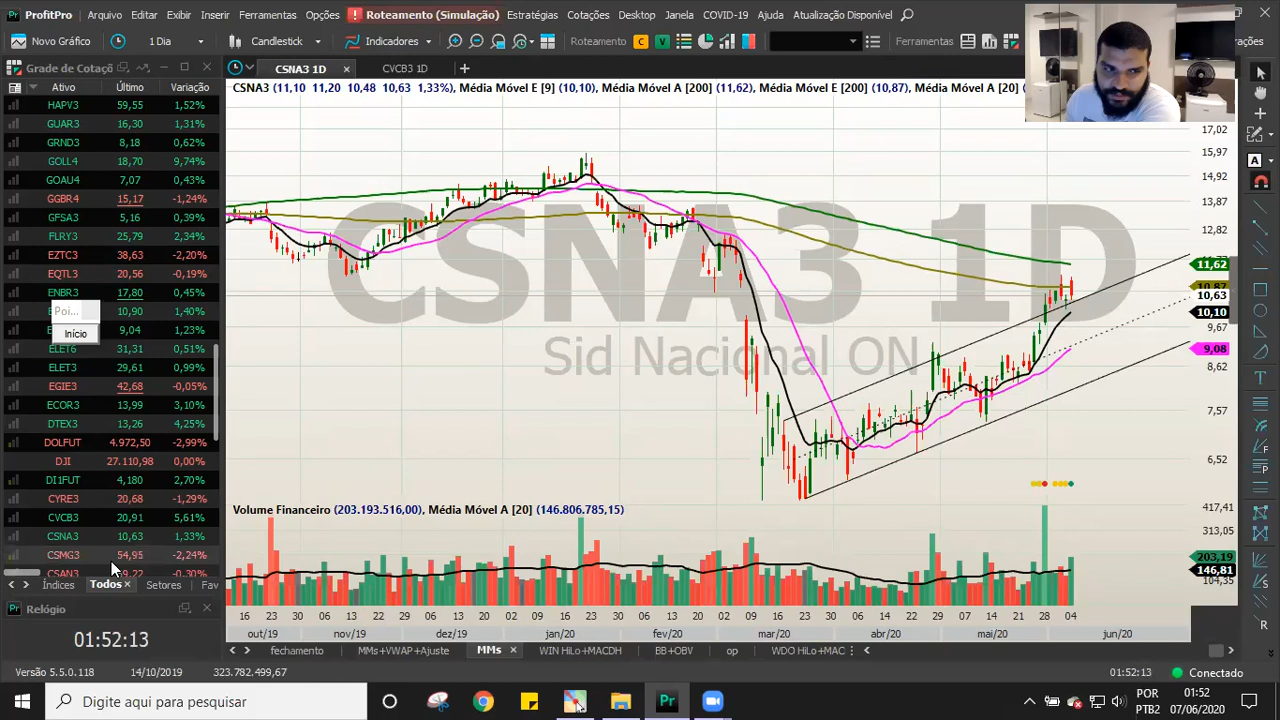 ProfitPro Arquivo Editar Exibir Inserir Ferramentas Opções ! Roteamento (Simulação) Estratégias Cotações Desktop Janela COVID-19 Ajuda Atualização Disponível
Novo Gráfico 1 Dia Candlestick Indicadores Roteamento C V Ferramentas
Grade de Cotaçõ
CSNA3 1D CVCB3 1D
Ativo Último Variação
CSNA3 (11,10 11,20 10,48 10,63 1,33%), Média Móvel E [9] (10,10), Média Móvel A [200] (11,62), Média Móvel E [200] (10,87), Média Móvel A [20] (
HAPV3 59,55 1,52%
GUAR3 16,30 1,31%
GRND3 8,18 0,62%
GOLL4 18,70 9,74%
GOAU4 7,07 0,43%
GGBR4 15,17 -1,24%
GFSA3 5,16 0,39%
FLRY3 25,79 2,34%
EZTC3 38,63 -2,20%
EQTL3 20,56 -0,19%
ENBR3 17,80 0,45%
10,90 1,40%
9,04 1,23%
Poi...
Início
ELET6 31,31 0,51%
ELET3 29,61 0,99%
EGIE3 42,68 -0,05%
ECOR3 13,99 3,10%
DTEX3 13,26 4,25%
DOLFUT 4.972,50 -2,99%
DJI 27.110,98 0,00%
DI1FUT 4,180 2,70%
CYRE3 20,68 -1,29%
CVCB3 20,91 5,61%
CSNA3 10,63 1,33%
CSMG3 54,95 -2,24%
CSAN3 -0,30%
Índices Todos Setores Fav
Relógio
01:52:13
CSNA3 1D
Sid Nacional ON
17,02
15,97
14,92
13,87
12,82
11,62
10,87
10,63
10,10
9,67
9,08
8,62
7,57
6,52
Volume Financeiro (203.193.516,00), Média Móvel A [20] (146.806.785,15)
417,41
313,05
203,19
146,81
104,35
16 23 30 06 13 20 27 04 11 18 25 02 09 16 23 30 06 13 20 27 03 10 17 24 02 09 16 23 30 06 14 22 29 07 14 21 28 04
out/19 nov/19 dez/19 jan/20 fev/20 mar/20 abr/20 mai/20 jun/20
fechamento MMs+VWAP+Ajuste MMs WIN HiLo+MACDH BB+OBV op WDO HiLo+MAC
Versão 5.5.0.118 14/10/2019 323.782.499,67 01:52:13 Conectado
Digite aqui para pesquisar
POR
PTB2
01:52
07/06/2020